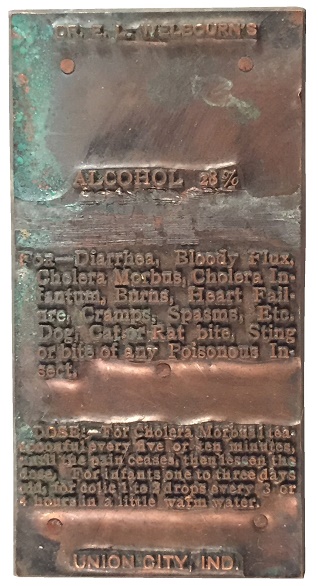 DR. E. L. WELBOURN'S
ALCOHOL 28%
For—Diarrhea, Bloody Flux,
Cholera Morbus, Cholera In-
fantum, Burns, Heart Fail-
ure, Cramps, Spasms, Etc.
Dog, Cat or Rat bite, Sting
or bite of any Poisonous In-
sect.
DOSE:—For Cholera Morbus 1 tea-
spoonful every five or ten minutes,
until the pain ceases, then lessen the
dose. For infants one to three days
old, for colic 1 to 2 drops every 3 or
4 hours in a little warm water.
UNION CITY, IND.